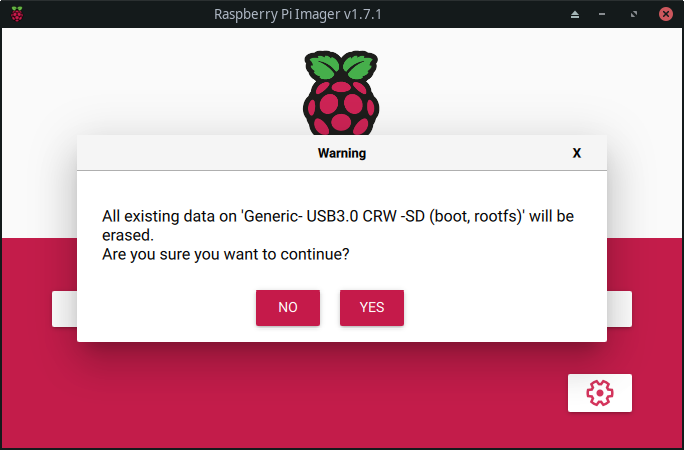 Raspberry Pi Imager v1.7.1
Warning
X
All existing data on 'Generic- USB3.0 CRW -SD (boot, rootfs)' will be
erased.
Are you sure you want to continue?
NO
YES